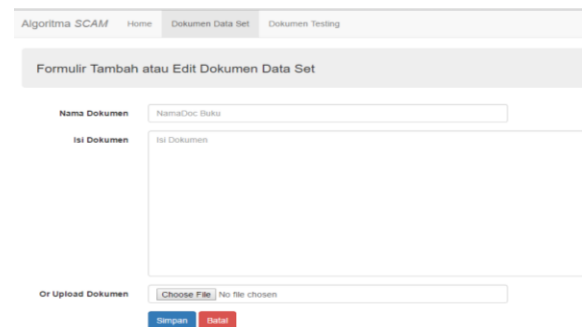 Algoritma SCAM Home Dokumen Data Set Dokumen Testing
Formulir Tambah atau Edit Dokumen Data Set
Nama Dokumen NamaDoc Buku
Isi Dokumen Isi Dokumen
Or Upload Dokumen Choose File No file chosen
Simpan Batal